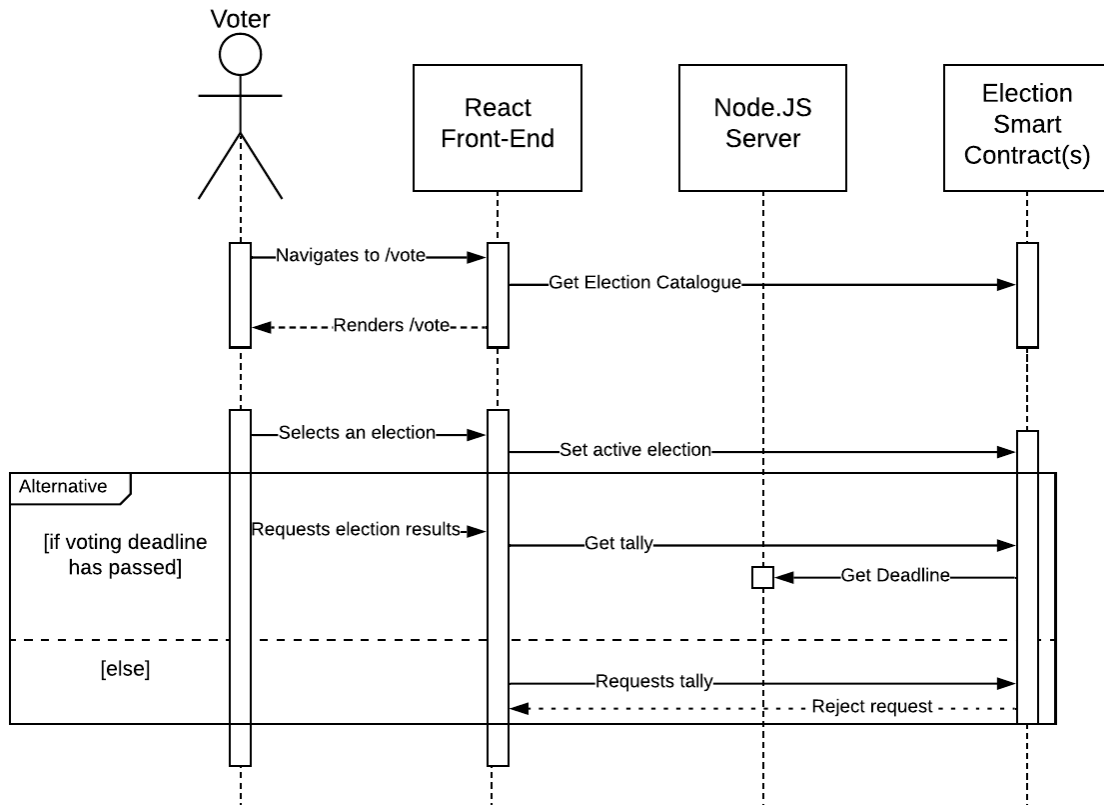 Voter
React
Front-End
Node.JS
Server
Election
Smart
Contract(s)
Navigates to /vote
Get Election Catalogue
Renders /vote
Selects an election
Set active election
Alternative
[if voting deadline
has passed]
Requests election results
Get tally
Get Deadline
[else]
Requests tally
Reject request